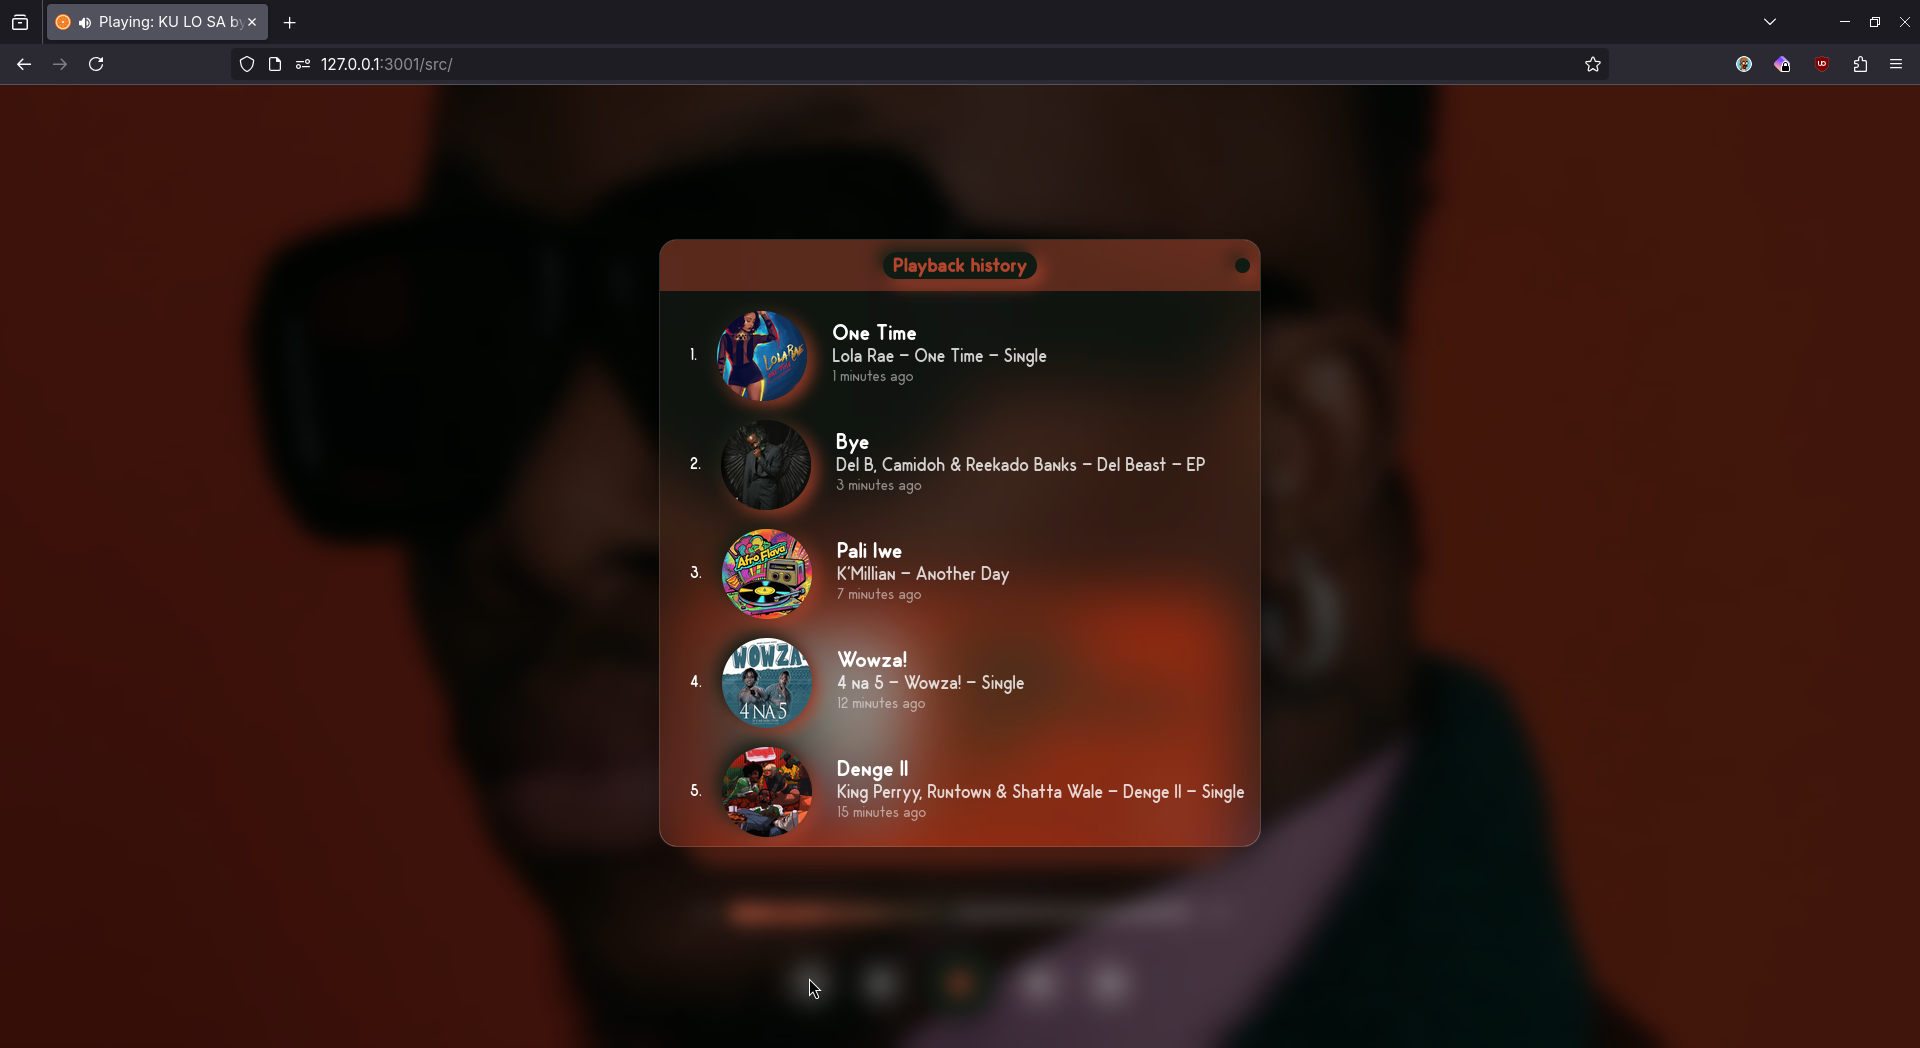 Playing: KU LO SA by
127.0.0.1:3001/src/
Playback history
1.
LOLA RAE
One Time
Lola Rae – One Time – Single
1 minutes ago
2.
Bye
Del B, Camidoh & Reekado Banks – Del Beast – EP
3 minutes ago
3.
Afro Flava
Pali Iwe
K'Millian – Another Day
7 minutes ago
4.
WOWZA
4 NA 5
Wowza!
4 na 5 – Wowza! – Single
12 minutes ago
5.
Denge II
King Perryy, Runtown & Shatta Wale – Denge II – Single
15 minutes ago